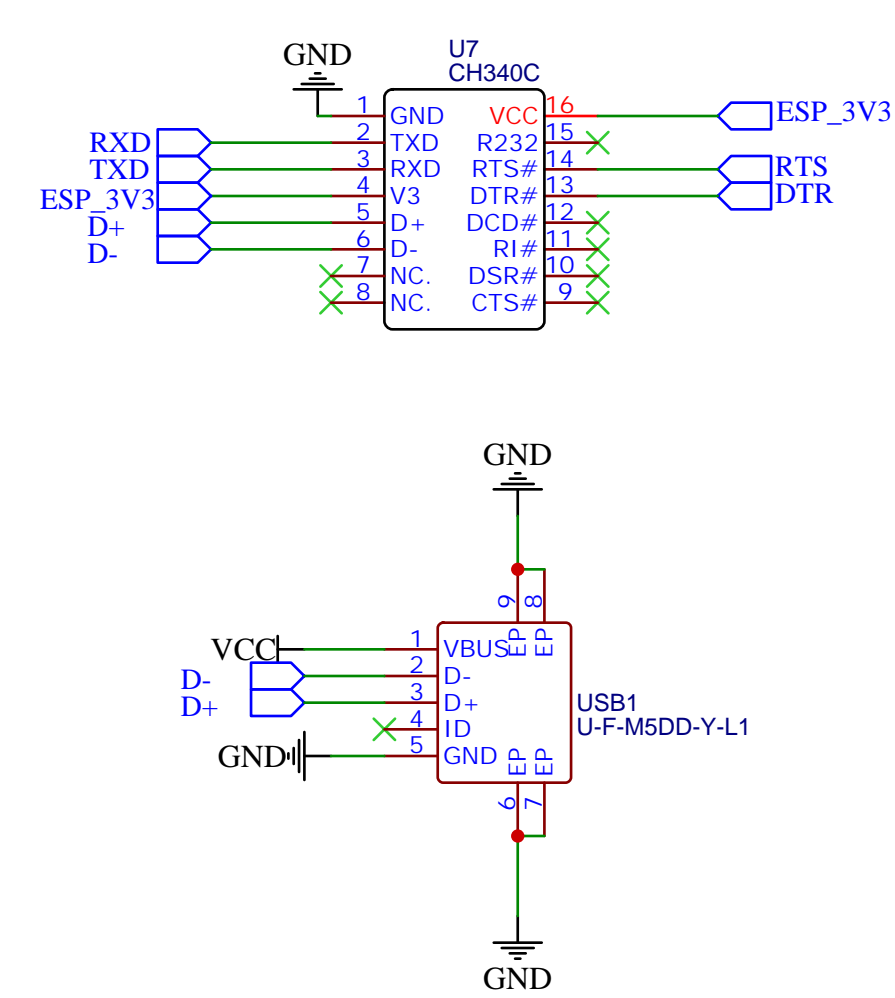 GND
U7
CH340C
1 GND VCC 16 ESP_3V3
RXD 2 TXD R232 15
TXD 3 RXD RTS# 14 RTS
ESP_3V3 4 V3 DTR# 13 DTR
D+ 5 D+ DCD# 12
D- 6 D- RI# 11
7 NC. DSR# 10
8 NC. CTS# 9
GND
9 8
EP EP
VCC 1 VBUS
D- 2 D-
D+ 3 D+
USB1
4 ID
U-F-M5DD-Y-L1
GND 5 GND
EP EP
6 7
GND